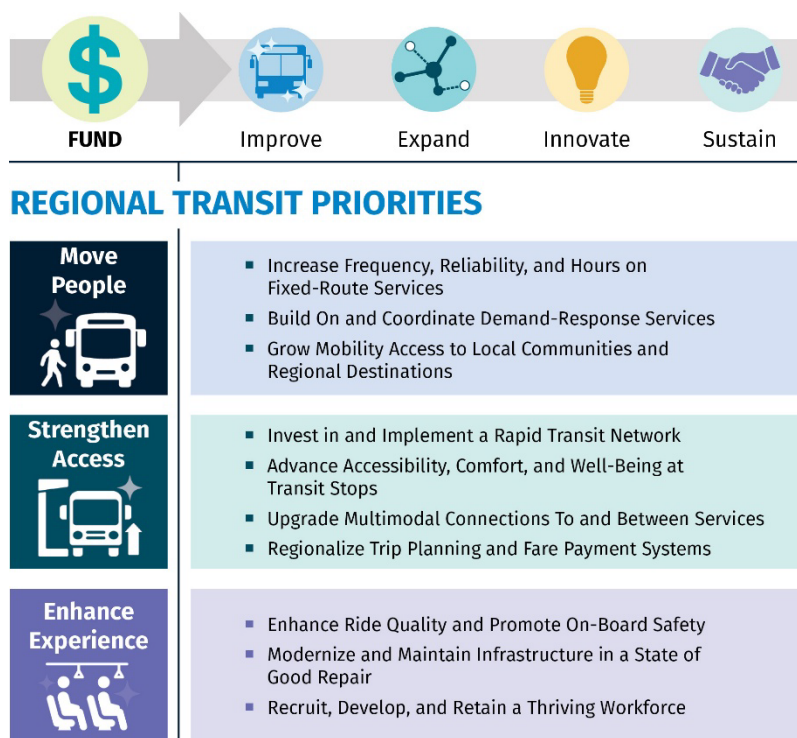 $
FUND
Improve
Expand
Innovate
Sustain
REGIONAL TRANSIT PRIORITIES
Move
People
▪ Increase Frequency, Reliability, and Hours on
Fixed-Route Services
▪ Build On and Coordinate Demand-Response Services
▪ Grow Mobility Access to Local Communities and
Regional Destinations
Strengthen
Access
▪ Invest in and Implement a Rapid Transit Network
▪ Advance Accessibility, Comfort, and Well-Being at
Transit Stops
▪ Upgrade Multimodal Connections To and Between Services
▪ Regionalize Trip Planning and Fare Payment Systems
Enhance
Experience
▪ Enhance Ride Quality and Promote On-Board Safety
▪ Modernize and Maintain Infrastructure in a State of
Good Repair
▪ Recruit, Develop, and Retain a Thriving Workforce